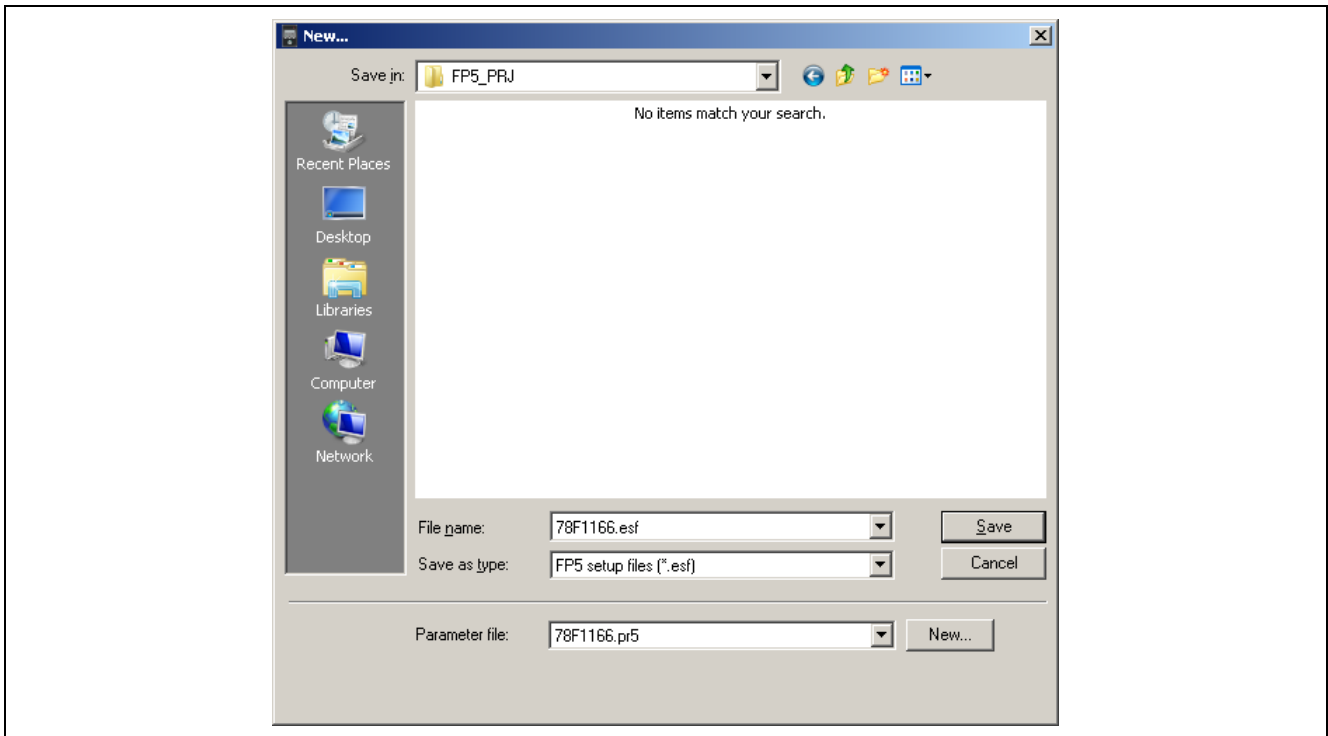 New...
Save in: FP5_PRJ
No items match your search.
Recent Places
Desktop
Libraries
Computer
Network
File name: 78F1166.esf Save
Save as type: FP5 setup files (*.esf) Cancel
Parameter file: 78F1166.pr5 New...